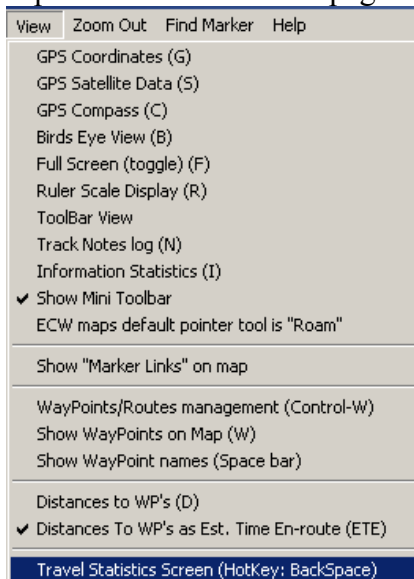 View Zoom Out Find Marker Help
GPS Coordinates (G)
GPS Satellite Data (S)
GPS Compass (C)
Birds Eye View (B)
Full Screen (toggle) (F)
Ruler Scale Display (R)
ToolBar View
Track Notes log (N)
Information Statistics (I)
✔ Show Mini Toolbar
ECW maps default pointer tool is "Roam"
Show "Marker Links" on map
WayPoints/Routes management (Control-W)
Show WayPoints on Map (W)
Show WayPoint names (Space bar)
Distances to WP's (D)
✔ Distances To WP's as Est. Time En-route (ETE)
Travel Statistics Screen (HotKey: BackSpace)